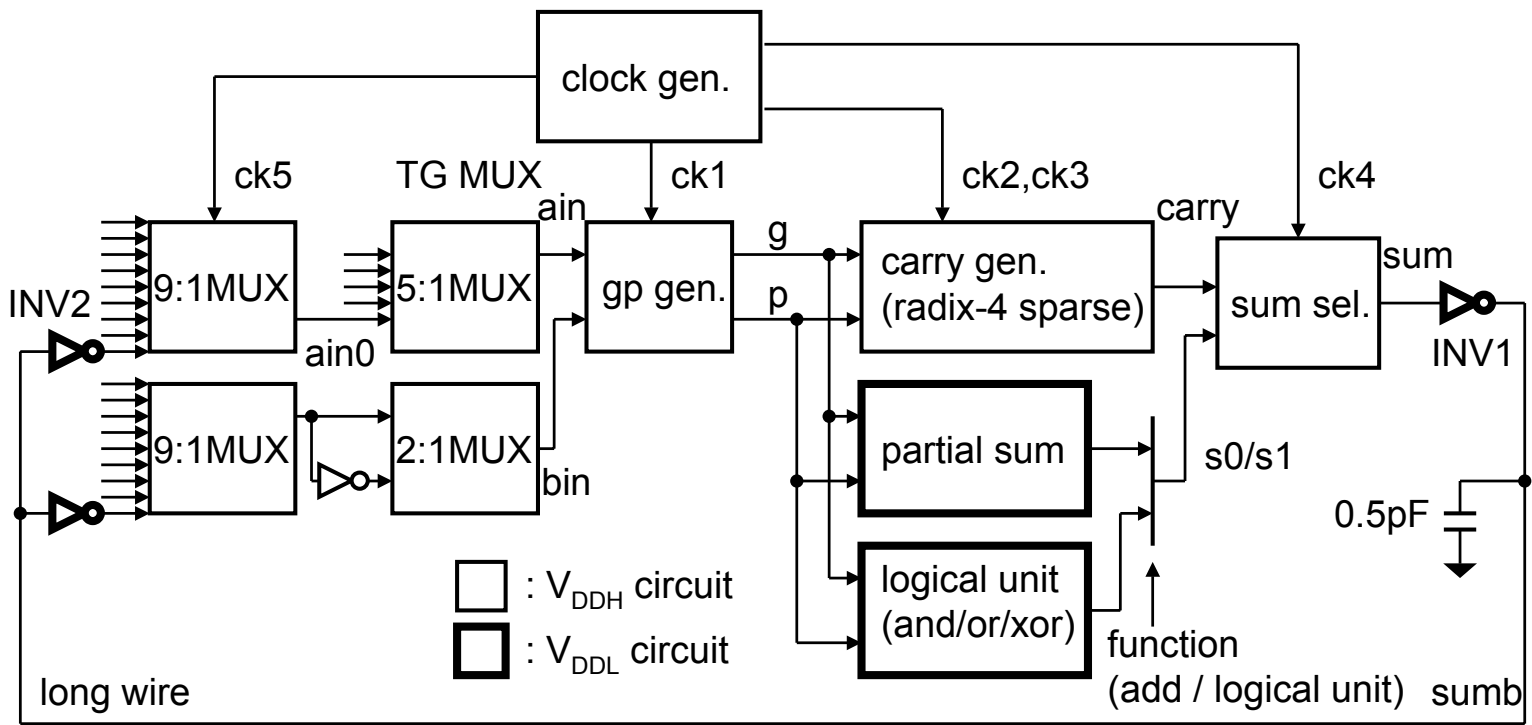 clock gen.
ck5
TG MUX
ck1
ck2,ck3
ck4
ain
carry
g
p
sum
INV2
9:1MUX
5:1MUX
gp gen.
carry gen.
(radix-4 sparse)
sum sel.
ain0
INV1
9:1MUX
2:1MUX
bin
partial sum
s0/s1
0.5pF
: VDDH circuit
: VDDL circuit
logical unit
(and/or/xor)
function
(add / logical unit)
long wire
sumb